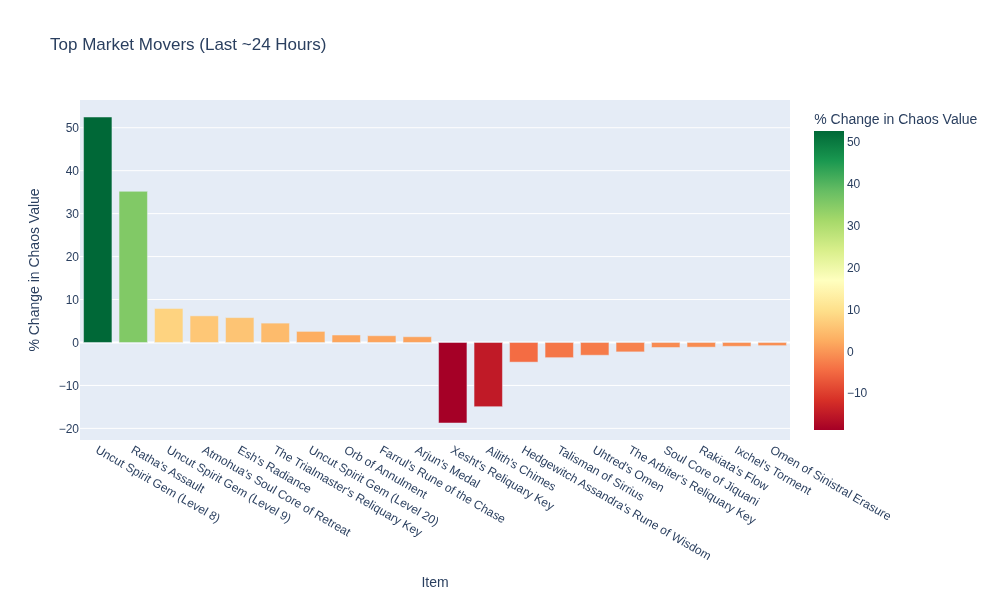 Top Market Movers (Last ~24 Hours)
% Change in Chaos Value
50
40
30
20
10
0
−10
−20
Uncut Spirit Gem (Level 8)
Ratha's Assault
Uncut Spirit Gem (Level 9)
Atmohua's Soul Core of Retreat
Esh's Radiance
The Trialmaster's Reliquary Key
Uncut Spirit Gem (Level 20)
Orb of Annulment
Farrul's Rune of the Chase
Arjun's Medal
Xesht's Reliquary Key
Ailith's Chimes
Hedgewitch Assandra's Rune of Wisdom
Talisman of Sirrius
Uhtred's Omen
The Arbiter's Reliquary Key
Soul Core of Jiquani
Rakiata's Flow
Ixchel's Torment
Omen of Sinistral Erasure
Item
% Change in Chaos Value
50
40
30
20
10
0
−10